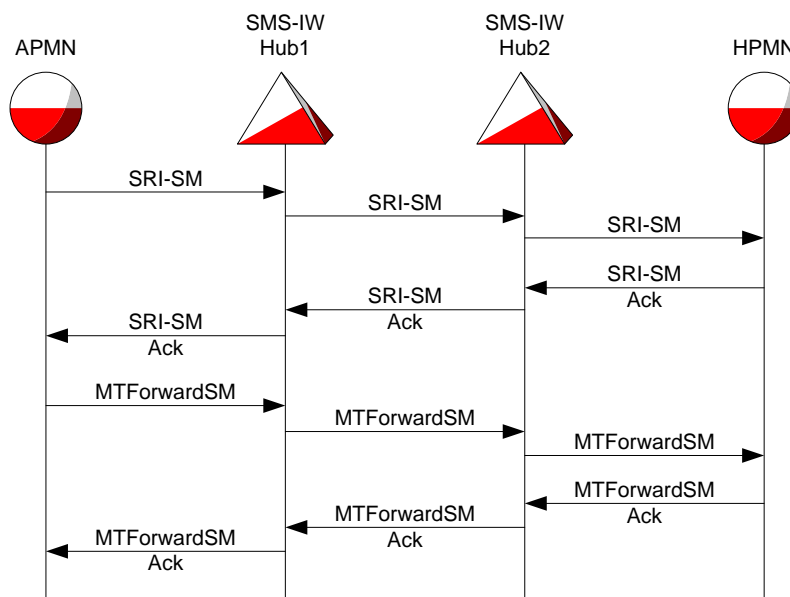 APMN
SMS-IW
Hub1
SMS-IW
Hub2
HPMN
SRI-SM
SRI-SM
SRI-SM
SRI-SM
Ack
SRI-SM
Ack
SRI-SM
Ack
MTForwardSM
MTForwardSM
MTForwardSM
MTForwardSM
Ack
MTForwardSM
Ack
MTForwardSM
Ack